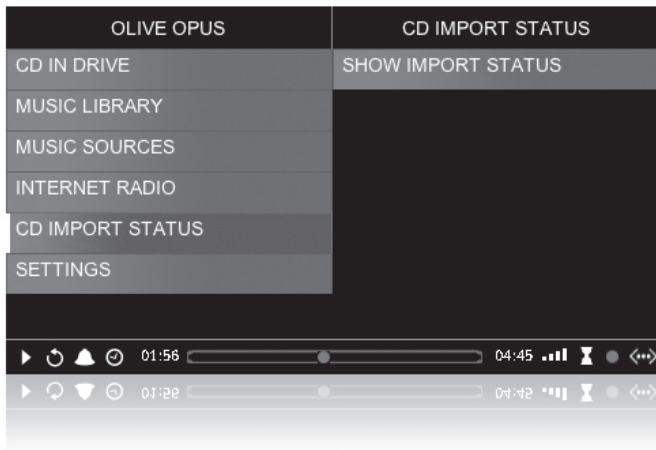 OLIVE OPUS
CD IMPORT STATUS
CD IN DRIVE
SHOW IMPORT STATUS
MUSIC LIBRARY
MUSIC SOURCES
INTERNET RADIO
CD IMPORT STATUS
SETTINGS
01:56 04:45